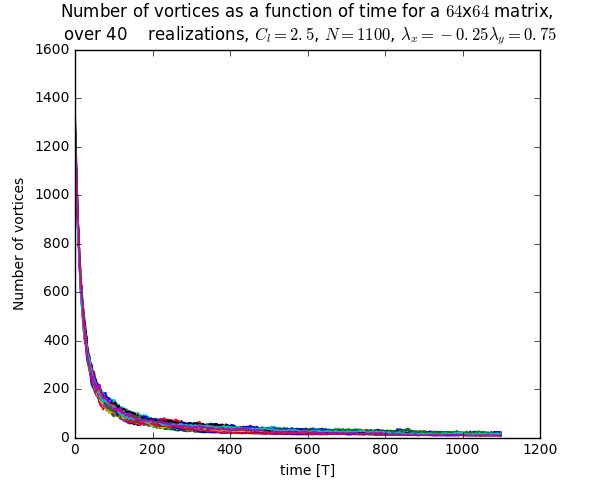 Number of vortices as a function of time for a 64x64 matrix,
over 40 realizations, C_l = 2.5, N = 1100, λ_x = −0.25λ_y = 0.75
1600
1400
1200
1000
800
600
400
200
0
Number of vortices
0 200 400 600 800 1000 1200
time [T]